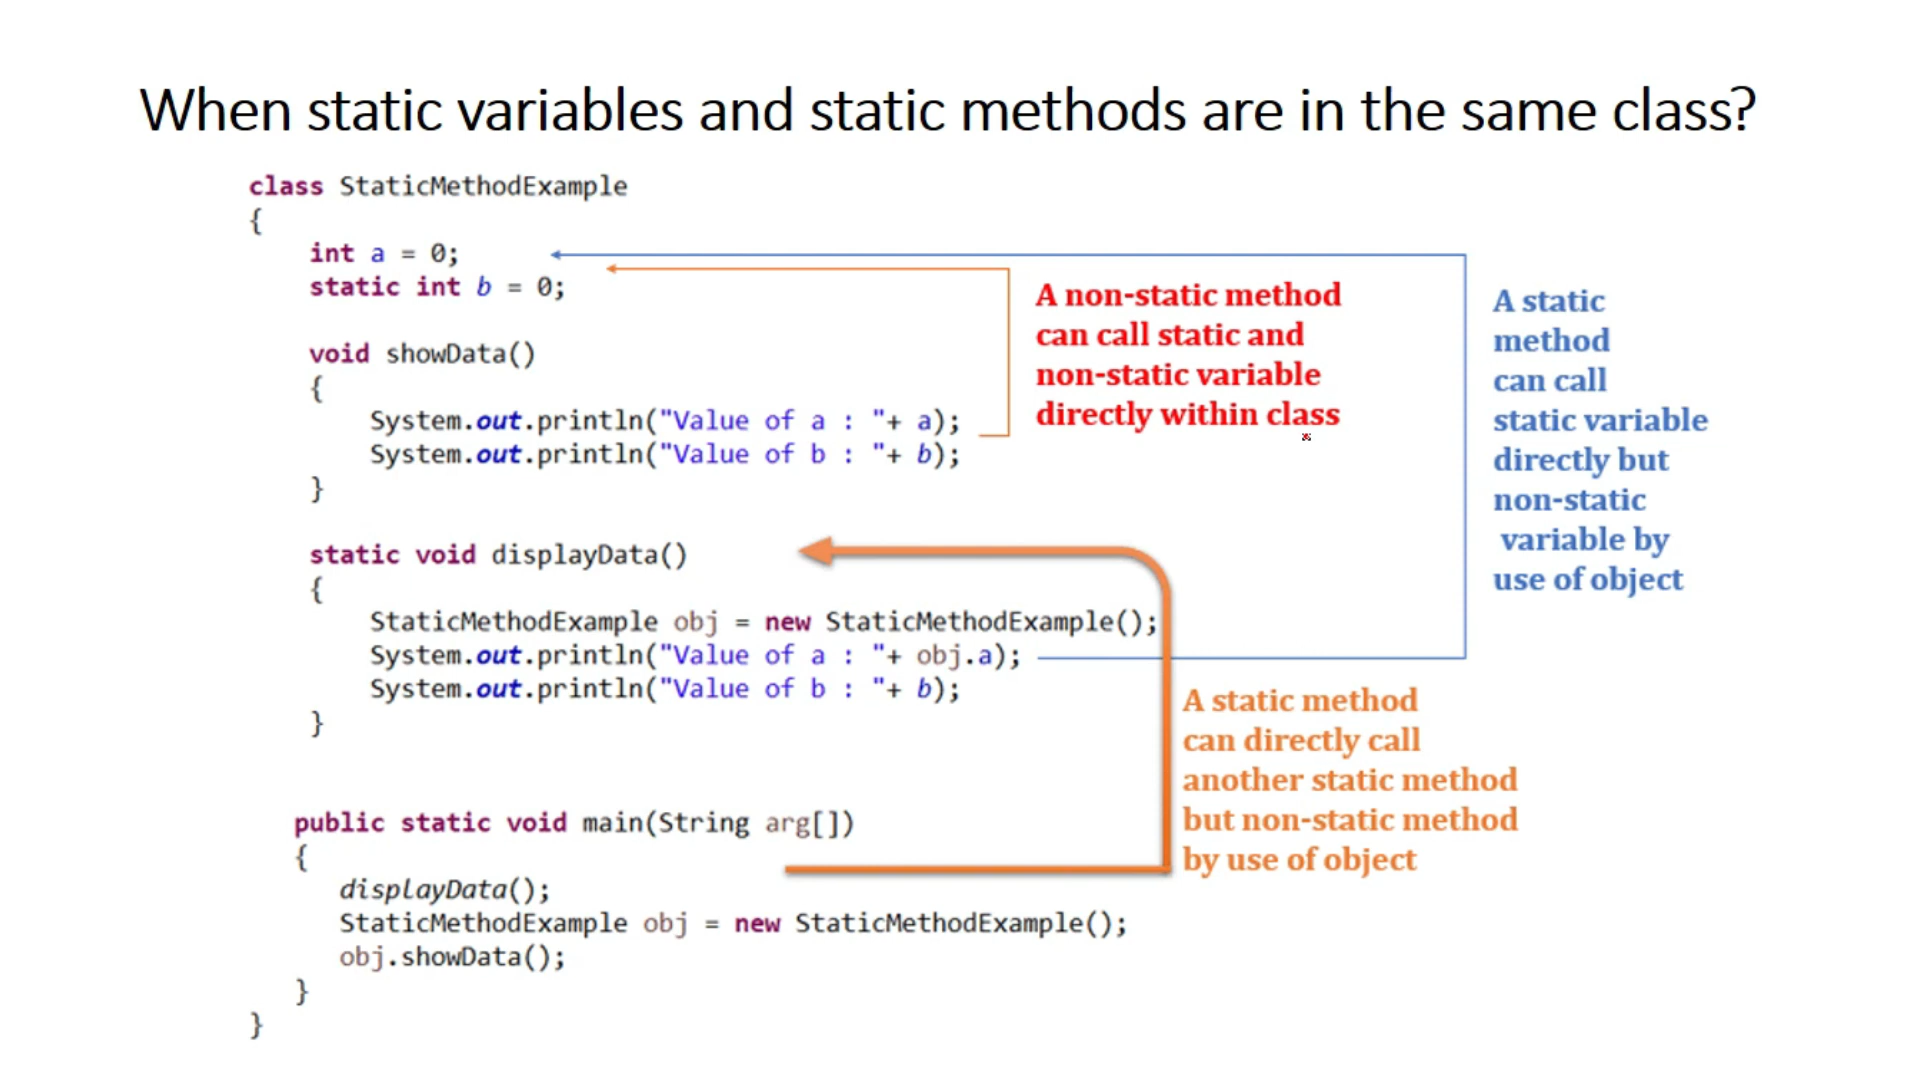 When static variables and static methods are in the same class?
class StaticMethodExample
{
int a = 0;
static int b = 0;
void showData()
{
System.out.println("Value of a : "+ a);
System.out.println("Value of b : "+ b);
}
static void displayData()
{
StaticMethodExample obj = new StaticMethodExample();
System.out.println("Value of a : "+ obj.a);
System.out.println("Value of b : "+ b);
}
public static void main(String arg[])
{
displayData();
StaticMethodExample obj = new StaticMethodExample();
obj.showData();
}
}
A non-static method
can call static and
non-static variable
directly within class
A static
method
can call
static variable
directly but
non-static
variable by
use of object
A static method
can directly call
another static method
but non-static method
by use of object